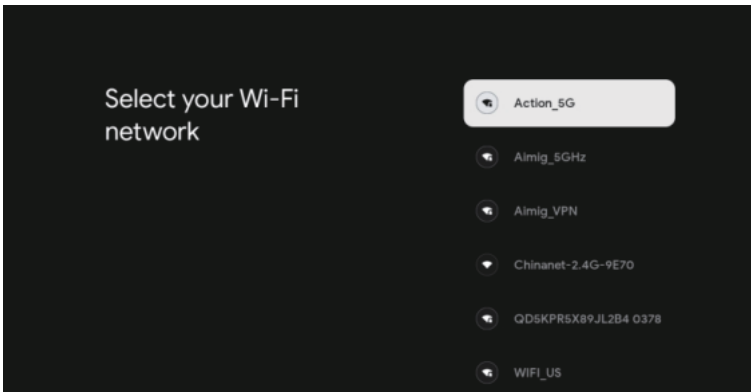 Select your Wi-Fi
network
Action_5G
Aimig_5GHz
Aimig_VPN
Chinanet-2.4G-9E70
QD5KPR5X89JL2B4 0378
WIFI_US